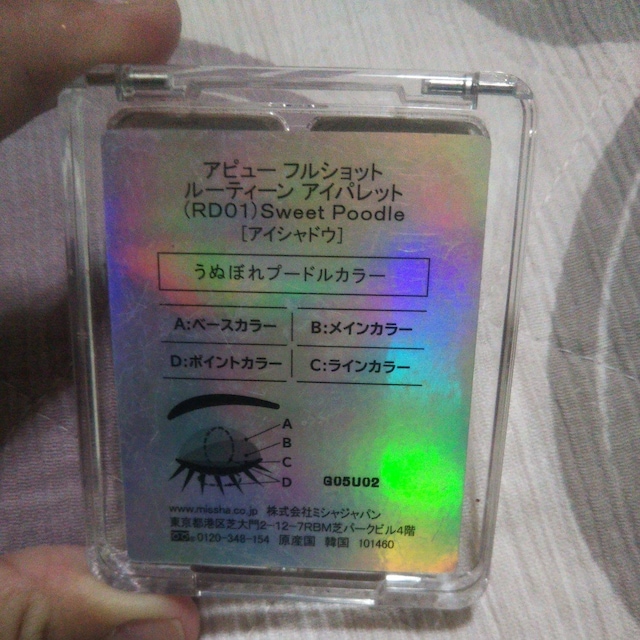 アピュー フルショット
ルーティーン アイパレット
(RD01)Sweet Poodle
[アイシャドウ]
うぬぼれプードルカラー
A:ベースカラー B:メインカラー
D:ポイントカラー C:ラインカラー
A
B
C
D
G05U02
www.missha.co.jp 株式会社ミシャジャパン
東京都港区芝大門2-12-7RBM芝パークビル4階
0120-348-154 原産国 韓国 101460